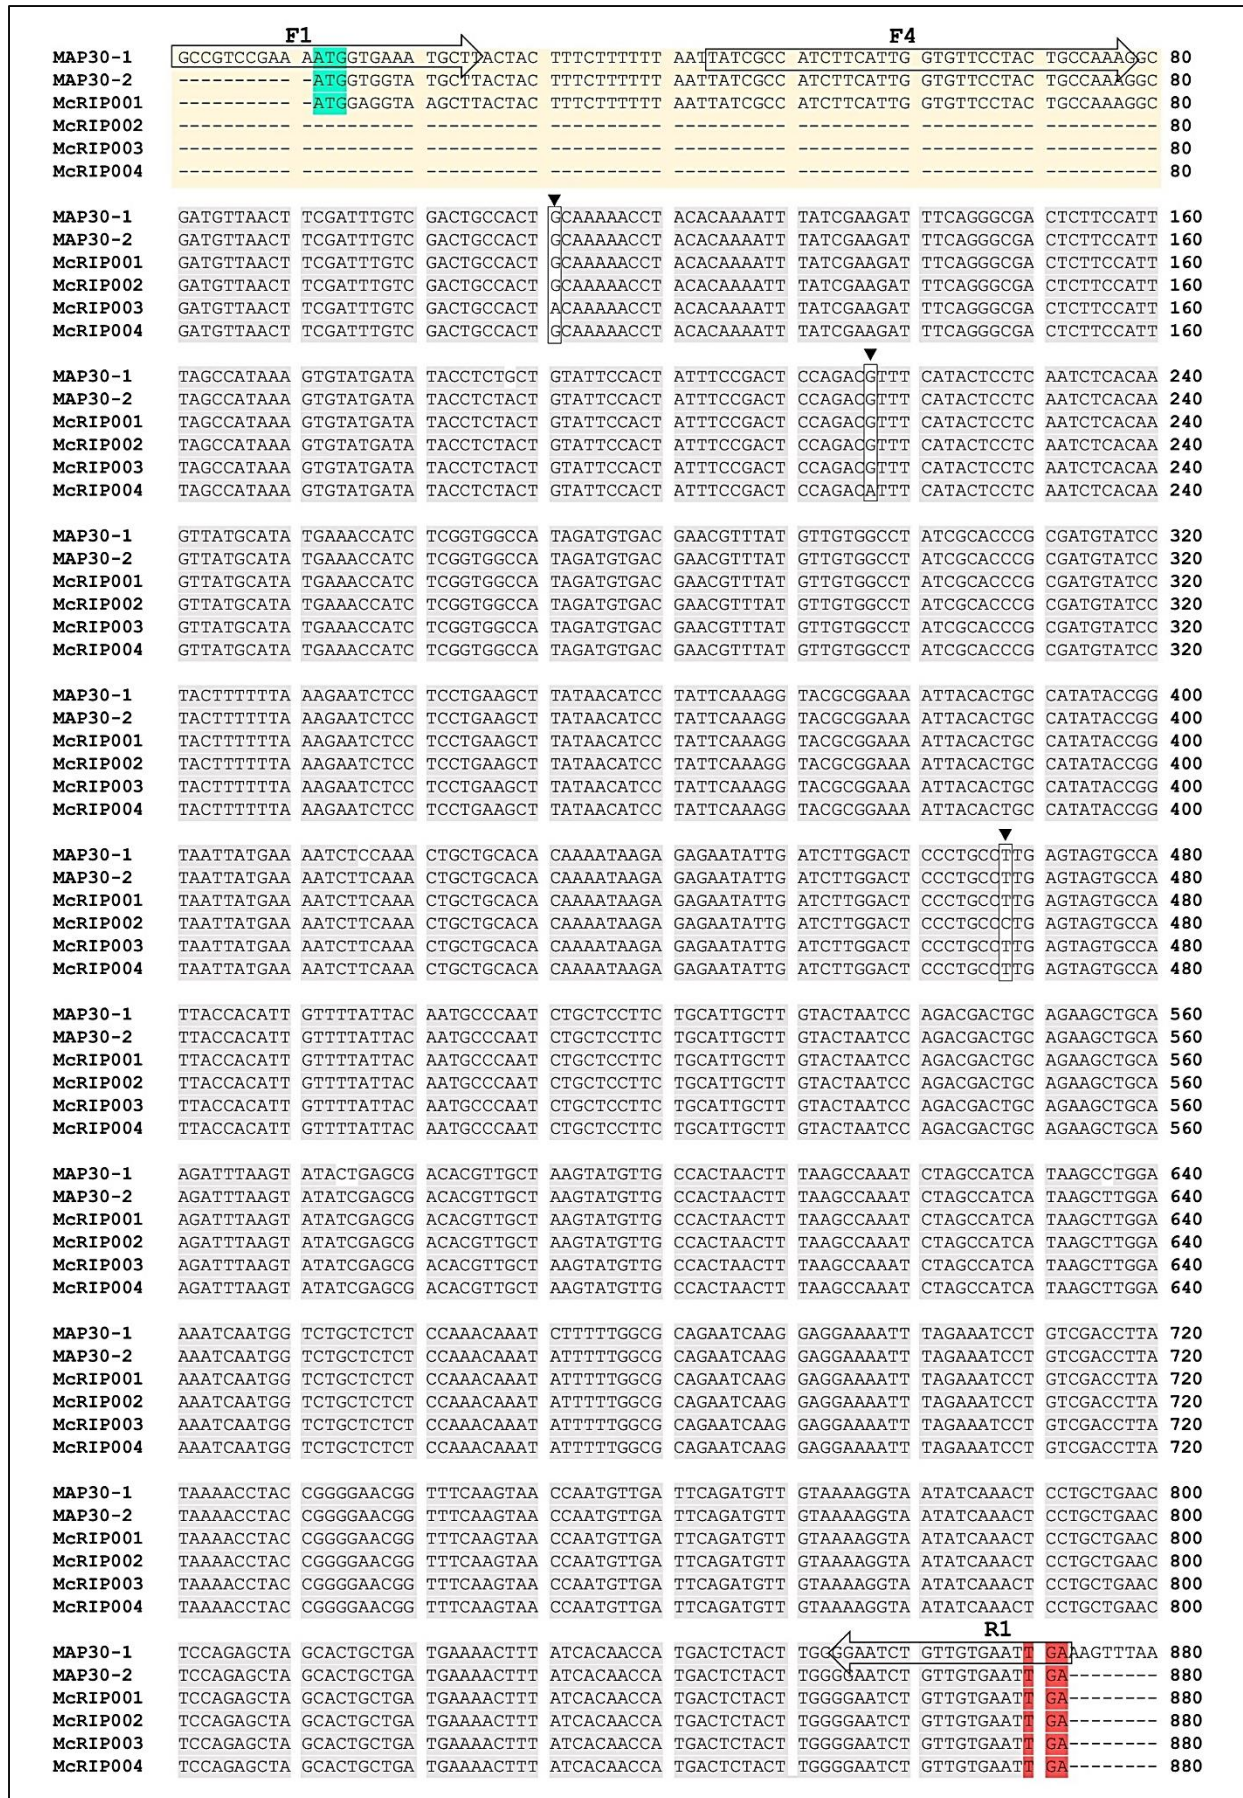 F1 F4
MAP30-1 GCCGTCCGAA AATGGTGAAA TGCTTACTAC TTTCTTTTTT AATTATCGCC ATCTTCATTG GTGTTCCTAC TGCCAAAGGC 80
MAP30-2 ---------- --ATGGTGGTA TGCTTACTAC TTTCTTTTTT AATTATCGCC ATCTTCATTG GTGTTCCTAC TGCCAAAGGC 80
McRIP001 ---------- --ATGGAGGTA AGCTTACTAC TTTCTTTTTT AATTATCGCC ATCTTCATTG GTGTTCCTAC TGCCAAAGGC 80
McRIP002 ---------- ---------- ---------- ---------- ---------- ---------- ---------- ---------- 80
McRIP003 ---------- ---------- ---------- ---------- ---------- ---------- ---------- ---------- 80
McRIP004 ---------- ---------- ---------- ---------- ---------- ---------- ---------- ---------- 80
▼
MAP30-1 GATGTTAACT TCGATTTGTC GACTGCCACT GCAAAAACCT ACACAAAATT TATCGAAGAT TTCAGGGCGA CTCTTCCATT 160
MAP30-2 GATGTTAACT TCGATTTGTC GACTGCCACT GCAAAAACCT ACACAAAATT TATCGAAGAT TTCAGGGCGA CTCTTCCATT 160
McRIP001 GATGTTAACT TCGATTTGTC GACTGCCACT GCAAAAACCT ACACAAAATT TATCGAAGAT TTCAGGGCGA CTCTTCCATT 160
McRIP002 GATGTTAACT TCGATTTGTC GACTGCCACT GCAAAAACCT ACACAAAATT TATCGAAGAT TTCAGGGCGA CTCTTCCATT 160
McRIP003 GATGTTAACT TCGATTTGTC GACTGCCACT ACAAAAACCT ACACAAAATT TATCGAAGAT TTCAGGGCGA CTCTTCCATT 160
McRIP004 GATGTTAACT TCGATTTGTC GACTGCCACT GCAAAAACCT ACACAAAATT TATCGAAGAT TTCAGGGCGA CTCTTCCATT 160
▼
MAP30-1 TAGCCATAAA GTGTATGATA TACCTCTGCT GTATTCCACT ATTTCCGACT CCAGACGTTT CATACTCCTC AATCTCACAA 240
MAP30-2 TAGCCATAAA GTGTATGATA TACCTCTACT GTATTCCACT ATTTCCGACT CCAGACGTTT CATACTCCTC AATCTCACAA 240
McRIP001 TAGCCATAAA GTGTATGATA TACCTCTACT GTATTCCACT ATTTCCGACT CCAGACGTTT CATACTCCTC AATCTCACAA 240
McRIP002 TAGCCATAAA GTGTATGATA TACCTCTACT GTATTCCACT ATTTCCGACT CCAGACGTTT CATACTCCTC AATCTCACAA 240
McRIP003 TAGCCATAAA GTGTATGATA TACCTCTACT GTATTCCACT ATTTCCGACT CCAGACGTTT CATACTCCTC AATCTCACAA 240
McRIP004 TAGCCATAAA GTGTATGATA TACCTCTACT GTATTCCACT ATTTCCGACT CCAGACATTT CATACTCCTC AATCTCACAA 240
MAP30-1 GTTATGCATA TGAAACCATC TCGGTGGCCA TAGATGTGAC GAACGTTTAT GTTGTGGCCT ATCGCACCCG CGATGTATCC 320
MAP30-2 GTTATGCATA TGAAACCATC TCGGTGGCCA TAGATGTGAC GAACGTTTAT GTTGTGGCCT ATCGCACCCG CGATGTATCC 320
McRIP001 GTTATGCATA TGAAACCATC TCGGTGGCCA TAGATGTGAC GAACGTTTAT GTTGTGGCCT ATCGCACCCG CGATGTATCC 320
McRIP002 GTTATGCATA TGAAACCATC TCGGTGGCCA TAGATGTGAC GAACGTTTAT GTTGTGGCCT ATCGCACCCG CGATGTATCC 320
McRIP003 GTTATGCATA TGAAACCATC TCGGTGGCCA TAGATGTGAC GAACGTTTAT GTTGTGGCCT ATCGCACCCG CGATGTATCC 320
McRIP004 GTTATGCATA TGAAACCATC TCGGTGGCCA TAGATGTGAC GAACGTTTAT GTTGTGGCCT ATCGCACCCG CGATGTATCC 320
MAP30-1 TACTTTTTTA AAGAATCTCC TCCTGAAGCT TATAACATCC TATTCAAAGG TACGCGGAAA ATTACACTGC CATATACCGG 400
MAP30-2 TACTTTTTTA AAGAATCTCC TCCTGAAGCT TATAACATCC TATTCAAAGG TACGCGGAAA ATTACACTGC CATATACCGG 400
McRIP001 TACTTTTTTA AAGAATCTCC TCCTGAAGCT TATAACATCC TATTCAAAGG TACGCGGAAA ATTACACTGC CATATACCGG 400
McRIP002 TACTTTTTTA AAGAATCTCC TCCTGAAGCT TATAACATCC TATTCAAAGG TACGCGGAAA ATTACACTGC CATATACCGG 400
McRIP003 TACTTTTTTA AAGAATCTCC TCCTGAAGCT TATAACATCC TATTCAAAGG TACGCGGAAA ATTACACTGC CATATACCGG 400
McRIP004 TACTTTTTTA AAGAATCTCC TCCTGAAGCT TATAACATCC TATTCAAAGG TACGCGGAAA ATTACACTGC CATATACCGG 400
▼
MAP30-1 TAATTATGAA AATCTCCAAA CTGCTGCACA CAAAATAAGA GAGAATATTG ATCTTGGACT CCCTGCCTTG AGTAGTGCCA 480
MAP30-2 TAATTATGAA AATCTTCAAA CTGCTGCACA CAAAATAAGA GAGAATATTG ATCTTGGACT CCCTGCCTTG AGTAGTGCCA 480
McRIP001 TAATTATGAA AATCTTCAAA CTGCTGCACA CAAAATAAGA GAGAATATTG ATCTTGGACT CCCTGCCTTG AGTAGTGCCA 480
McRIP002 TAATTATGAA AATCTTCAAA CTGCTGCACA CAAAATAAGA GAGAATATTG ATCTTGGACT CCCTGCCCTG AGTAGTGCCA 480
McRIP003 TAATTATGAA AATCTTCAAA CTGCTGCACA CAAAATAAGA GAGAATATTG ATCTTGGACT CCCTGCCTTG AGTAGTGCCA 480
McRIP004 TAATTATGAA AATCTTCAAA CTGCTGCACA CAAAATAAGA GAGAATATTG ATCTTGGACT CCCTGCCTTG AGTAGTGCCA 480
MAP30-1 TTACCACATT GTTTTATTAC AATGCCCAAT CTGCTCCTTC TGCATTGCTT GTACTAATCC AGACGACTGC AGAAGCTGCA 560
MAP30-2 TTACCACATT GTTTTATTAC AATGCCCAAT CTGCTCCTTC TGCATTGCTT GTACTAATCC AGACGACTGC AGAAGCTGCA 560
McRIP001 TTACCACATT GTTTTATTAC AATGCCCAAT CTGCTCCTTC TGCATTGCTT GTACTAATCC AGACGACTGC AGAAGCTGCA 560
McRIP002 TTACCACATT GTTTTATTAC AATGCCCAAT CTGCTCCTTC TGCATTGCTT GTACTAATCC AGACGACTGC AGAAGCTGCA 560
McRIP003 TTACCACATT GTTTTATTAC AATGCCCAAT CTGCTCCTTC TGCATTGCTT GTACTAATCC AGACGACTGC AGAAGCTGCA 560
McRIP004 TTACCACATT GTTTTATTAC AATGCCCAAT CTGCTCCTTC TGCATTGCTT GTACTAATCC AGACGACTGC AGAAGCTGCA 560
MAP30-1 AGATTTAAGT ATACTGAGCG ACACGTTGCT AAGTATGTTG CCACTAACTT TAAGCCAAAT CTAGCCATCA TAAGCCTGGA 640
MAP30-2 AGATTTAAGT ATATCGAGCG ACACGTTGCT AAGTATGTTG CCACTAACTT TAAGCCAAAT CTAGCCATCA TAAGCTTGGA 640
McRIP001 AGATTTAAGT ATATCGAGCG ACACGTTGCT AAGTATGTTG CCACTAACTT TAAGCCAAAT CTAGCCATCA TAAGCTTGGA 640
McRIP002 AGATTTAAGT ATATCGAGCG ACACGTTGCT AAGTATGTTG CCACTAACTT TAAGCCAAAT CTAGCCATCA TAAGCTTGGA 640
McRIP003 AGATTTAAGT ATATCGAGCG ACACGTTGCT AAGTATGTTG CCACTAACTT TAAGCCAAAT CTAGCCATCA TAAGCTTGGA 640
McRIP004 AGATTTAAGT ATATCGAGCG ACACGTTGCT AAGTATGTTG CCACTAACTT TAAGCCAAAT CTAGCCATCA TAAGCTTGGA 640
MAP30-1 AAATCAATGG TCTGCTCTCT CCAAACAAAT CTTTTTGGCG CAGAATCAAG GAGGAAAATT TAGAAATCCT GTCGACCTTA 720
MAP30-2 AAATCAATGG TCTGCTCTCT CCAAACAAAT ATTTTTGGCG CAGAATCAAG GAGGAAAATT TAGAAATCCT GTCGACCTTA 720
McRIP001 AAATCAATGG TCTGCTCTCT CCAAACAAAT ATTTTTGGCG CAGAATCAAG GAGGAAAATT TAGAAATCCT GTCGACCTTA 720
McRIP002 AAATCAATGG TCTGCTCTCT CCAAACAAAT ATTTTTGGCG CAGAATCAAG GAGGAAAATT TAGAAATCCT GTCGACCTTA 720
McRIP003 AAATCAATGG TCTGCTCTCT CCAAACAAAT ATTTTTGGCG CAGAATCAAG GAGGAAAATT TAGAAATCCT GTCGACCTTA 720
McRIP004 AAATCAATGG TCTGCTCTCT CCAAACAAAT ATTTTTGGCG CAGAATCAAG GAGGAAAATT TAGAAATCCT GTCGACCTTA 720
MAP30-1 TAAAACCTAC CGGGGAACGG TTTCAAGTAA CCAATGTTGA TTCAGATGTT GTAAAAGGTA ATATCAAACT CCTGCTGAAC 800
MAP30-2 TAAAACCTAC CGGGGAACGG TTTCAAGTAA CCAATGTTGA TTCAGATGTT GTAAAAGGTA ATATCAAACT CCTGCTGAAC 800
McRIP001 TAAAACCTAC CGGGGAACGG TTTCAAGTAA CCAATGTTGA TTCAGATGTT GTAAAAGGTA ATATCAAACT CCTGCTGAAC 800
McRIP002 TAAAACCTAC CGGGGAACGG TTTCAAGTAA CCAATGTTGA TTCAGATGTT GTAAAAGGTA ATATCAAACT CCTGCTGAAC 800
McRIP003 TAAAACCTAC CGGGGAACGG TTTCAAGTAA CCAATGTTGA TTCAGATGTT GTAAAAGGTA ATATCAAACT CCTGCTGAAC 800
McRIP004 TAAAACCTAC CGGGGAACGG TTTCAAGTAA CCAATGTTGA TTCAGATGTT GTAAAAGGTA ATATCAAACT CCTGCTGAAC 800
R1
MAP30-1 TCCAGAGCTA GCACTGCTGA TGAAAACTTT ATCACAACCA TGACTCTACT TGGGGAATCT GTTGTGAATT GAAAGTTTAA 880
MAP30-2 TCCAGAGCTA GCACTGCTGA TGAAAACTTT ATCACAACCA TGACTCTACT TGGGGAATCT GTTGTGAATT GA-------- 880
McRIP001 TCCAGAGCTA GCACTGCTGA TGAAAACTTT ATCACAACCA TGACTCTACT TGGGGAATCT GTTGTGAATT GA-------- 880
McRIP002 TCCAGAGCTA GCACTGCTGA TGAAAACTTT ATCACAACCA TGACTCTACT TGGGGAATCT GTTGTGAATT GA-------- 880
McRIP003 TCCAGAGCTA GCACTGCTGA TGAAAACTTT ATCACAACCA TGACTCTACT TGGGGAATCT GTTGTGAATT GA-------- 880
McRIP004 TCCAGAGCTA GCACTGCTGA TGAAAACTTT ATCACAACCA TGACTCTACT TGGGGAATCT GTTGTGAATT GA-------- 880